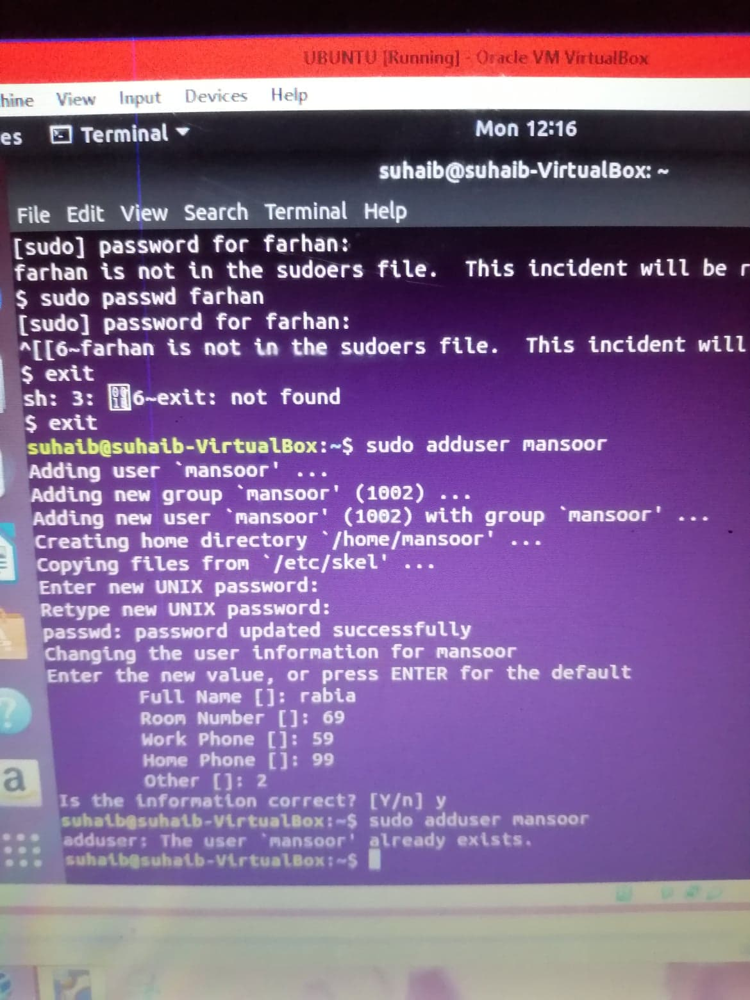 UBUNTU [Running] - Oracle VM VirtualBox
hine View Input Devices Help
es Terminal Mon 12:16
suhaib@suhaib-VirtualBox: ~
File Edit View Search Terminal Help
[sudo] password for farhan:
farhan is not in the sudoers file.  This incident will be r
$ sudo passwd farhan
[sudo] password for farhan:
^[[6~farhan is not in the sudoers file.  This incident will
$ exit
sh: 3: 6~exit: not found
$ exit
suhaib@suhaib-VirtualBox:~$ sudo adduser mansoor
Adding user `mansoor' ...
Adding new group `mansoor' (1002) ...
Adding new user `mansoor' (1002) with group `mansoor' ...
Creating home directory `/home/mansoor' ...
Copying files from `/etc/skel' ...
Enter new UNIX password:
Retype new UNIX password:
passwd: password updated successfully
Changing the user information for mansoor
Enter the new value, or press ENTER for the default
Full Name []: rabia
Room Number []: 69
Work Phone []: 59
Home Phone []: 99
Other []: 2
Is the information correct? [Y/n] y
suhaib@suhaib-VirtualBox:~$ sudo adduser mansoor
adduser: The user `mansoor' already exists.
suhaib@suhaib-VirtualBox:~$